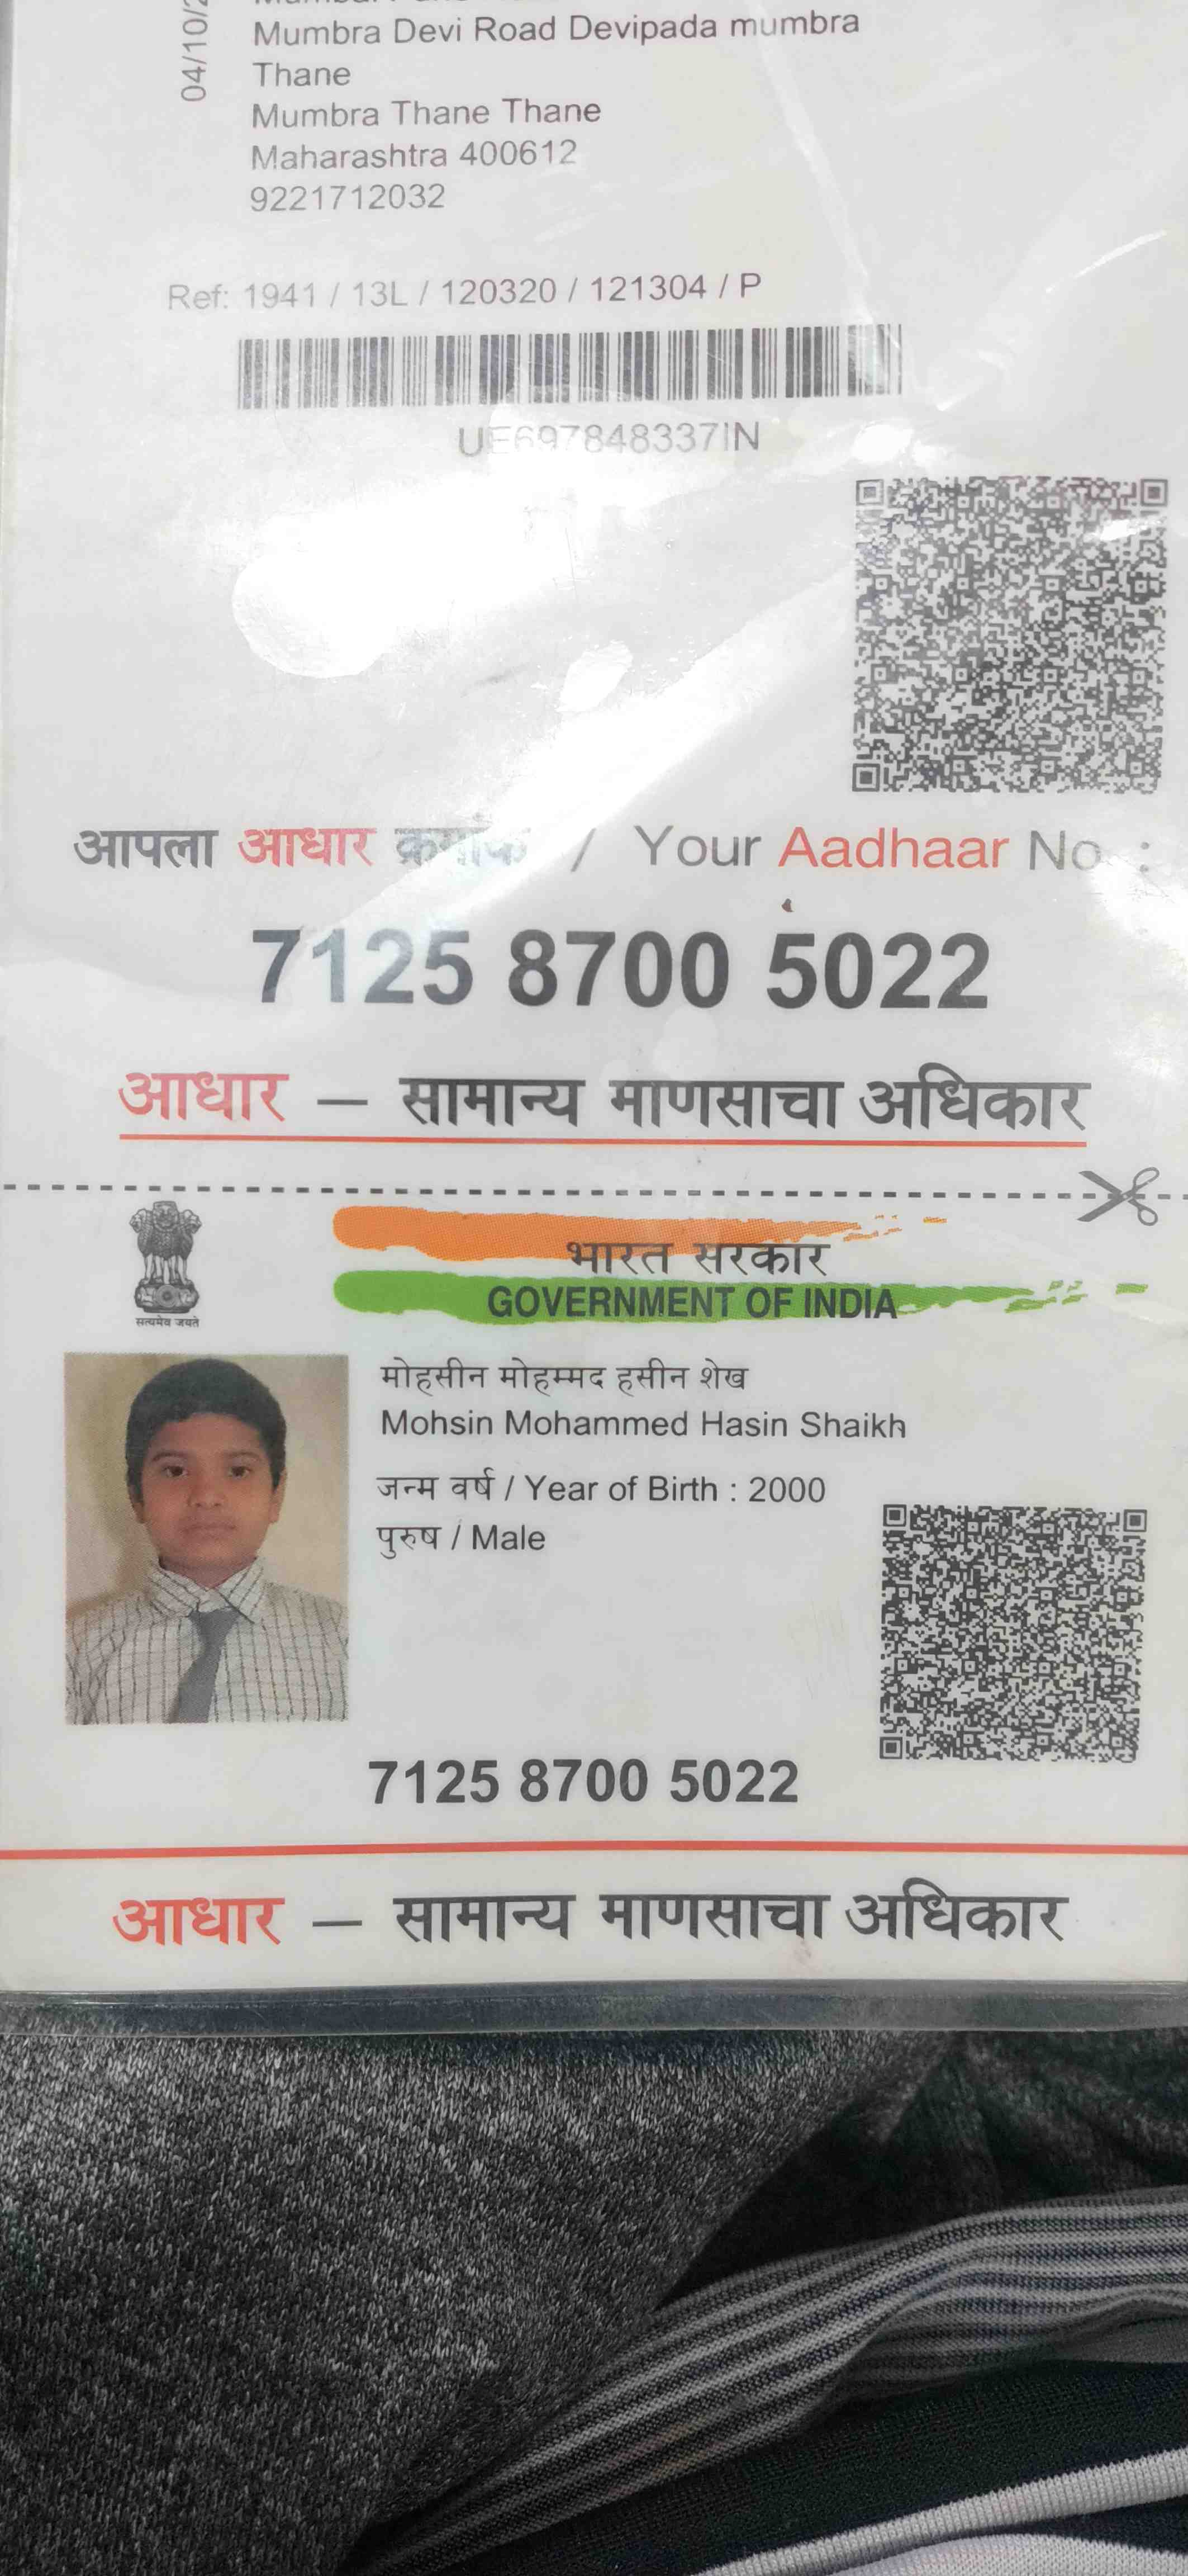 04/10/2
Mumbra Devi Road Devipada mumbra
Thane
Mumbra Thane Thane
Maharashtra 400612
9221712032
Ref: 1941 / 13L / 120320 / 121304 / P
UE697848337IN
आपला आधार क्रमांक / Your Aadhaar No. :
7125 8700 5022
आधार – सामान्य माणसाचा अधिकार
सत्यमेव जयते
भारत सरकार
GOVERNMENT OF INDIA
मोहसीन मोहम्मद हसीन शेख
Mohsin Mohammed Hasin Shaikh
जन्म वर्ष / Year of Birth : 2000
पुरुष / Male
7125 8700 5022
आधार – सामान्य माणसाचा अधिकार